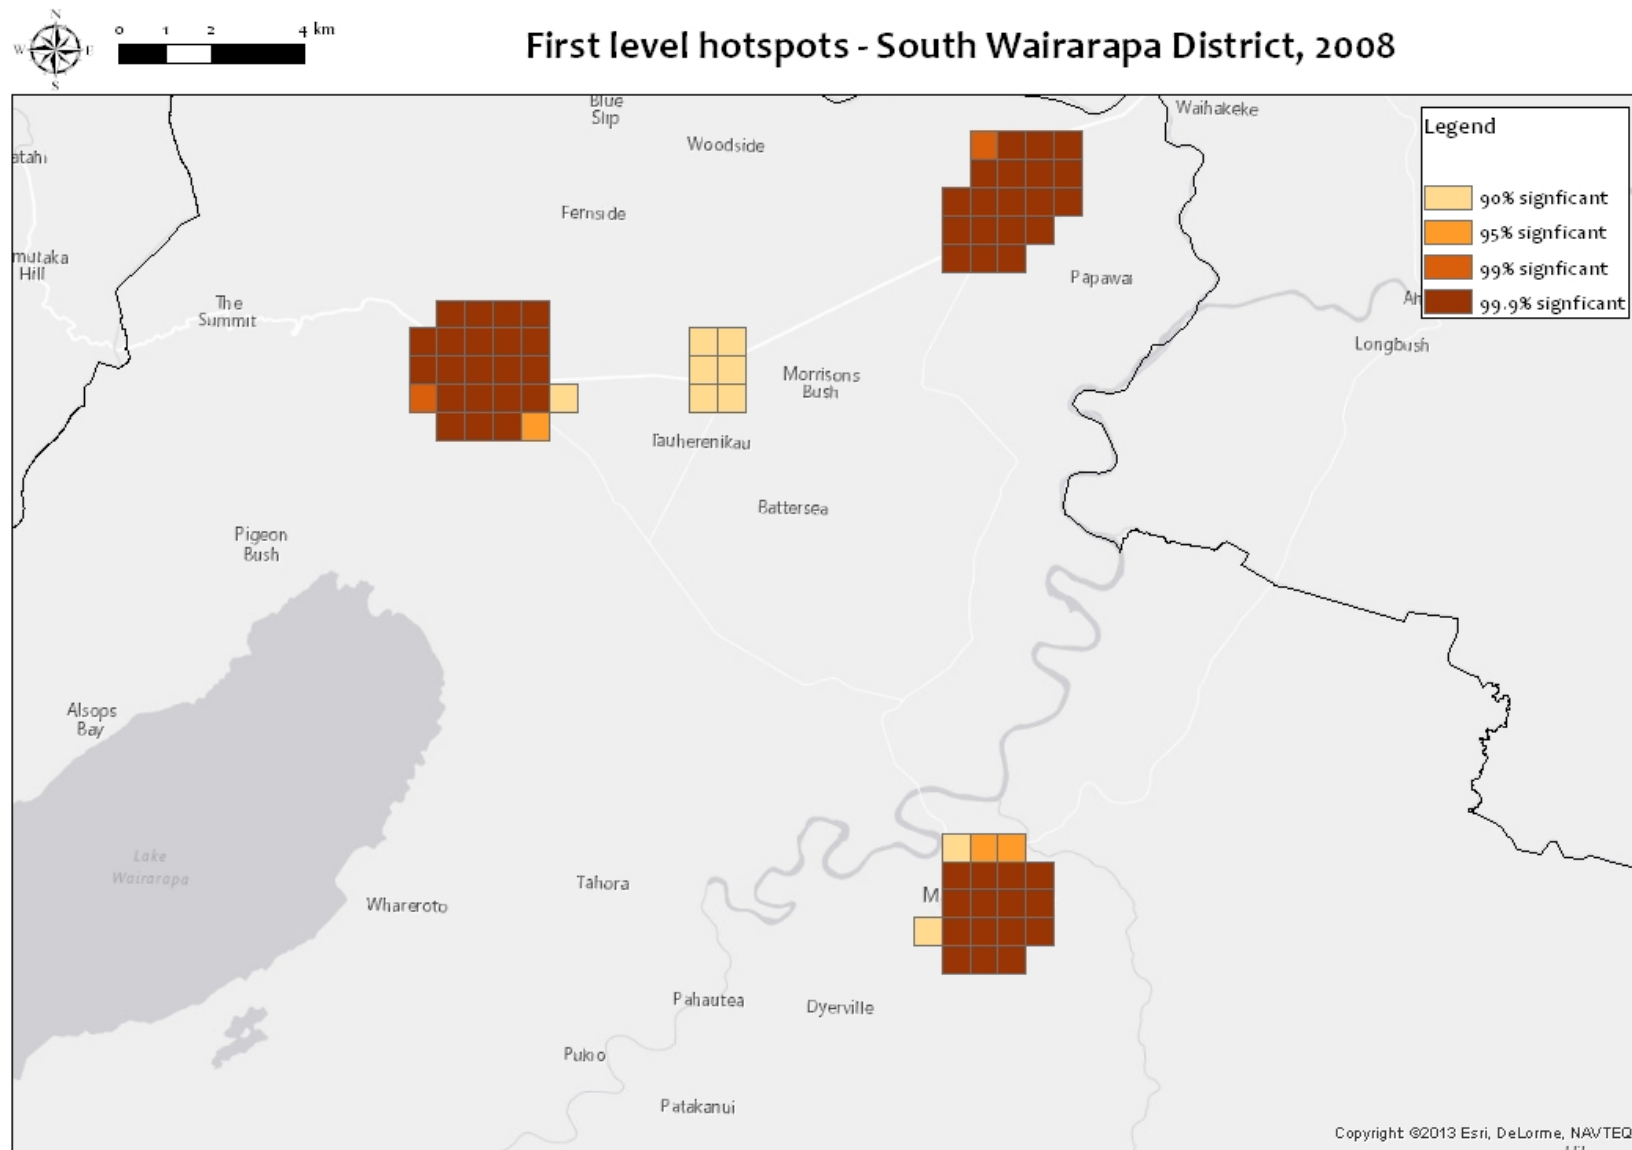 N
W E
S
0 1 2 4 km
First level hotspots - South Wairarapa District, 2008
Blue
Slip
Woodside
Waihakeke
Legend
90% signficant
95% signficant
99% signficant
99.9% signficant
Fernside
Hill
The
Summit
Papawai
Longbush
Morrisons
Bush
Tauherenikau
Battersea
Pigeon
Bush
Alsops
Bay
Lake
Wairarapa
Tahora
Whareroto
M
Pahautea
Dyerville
Pukio
Patakanui
Copyright ©2013 Esri, DeLorme, NAVTEQ